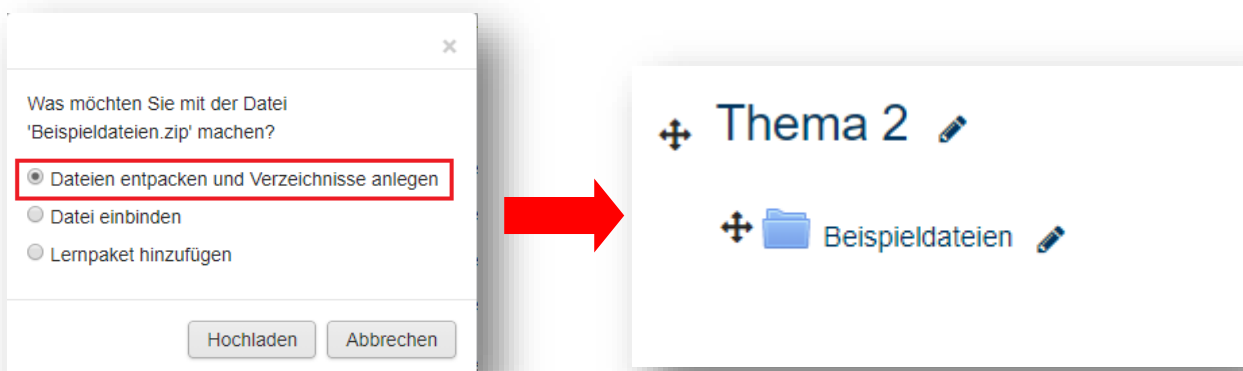 ×
Was möchten Sie mit der Datei
'Beispieldateien.zip' machen?
Dateien entpacken und Verzeichnisse anlegen
Datei einbinden
Lernpaket hinzufügen
Hochladen Abbrechen
Thema 2
Beispieldateien